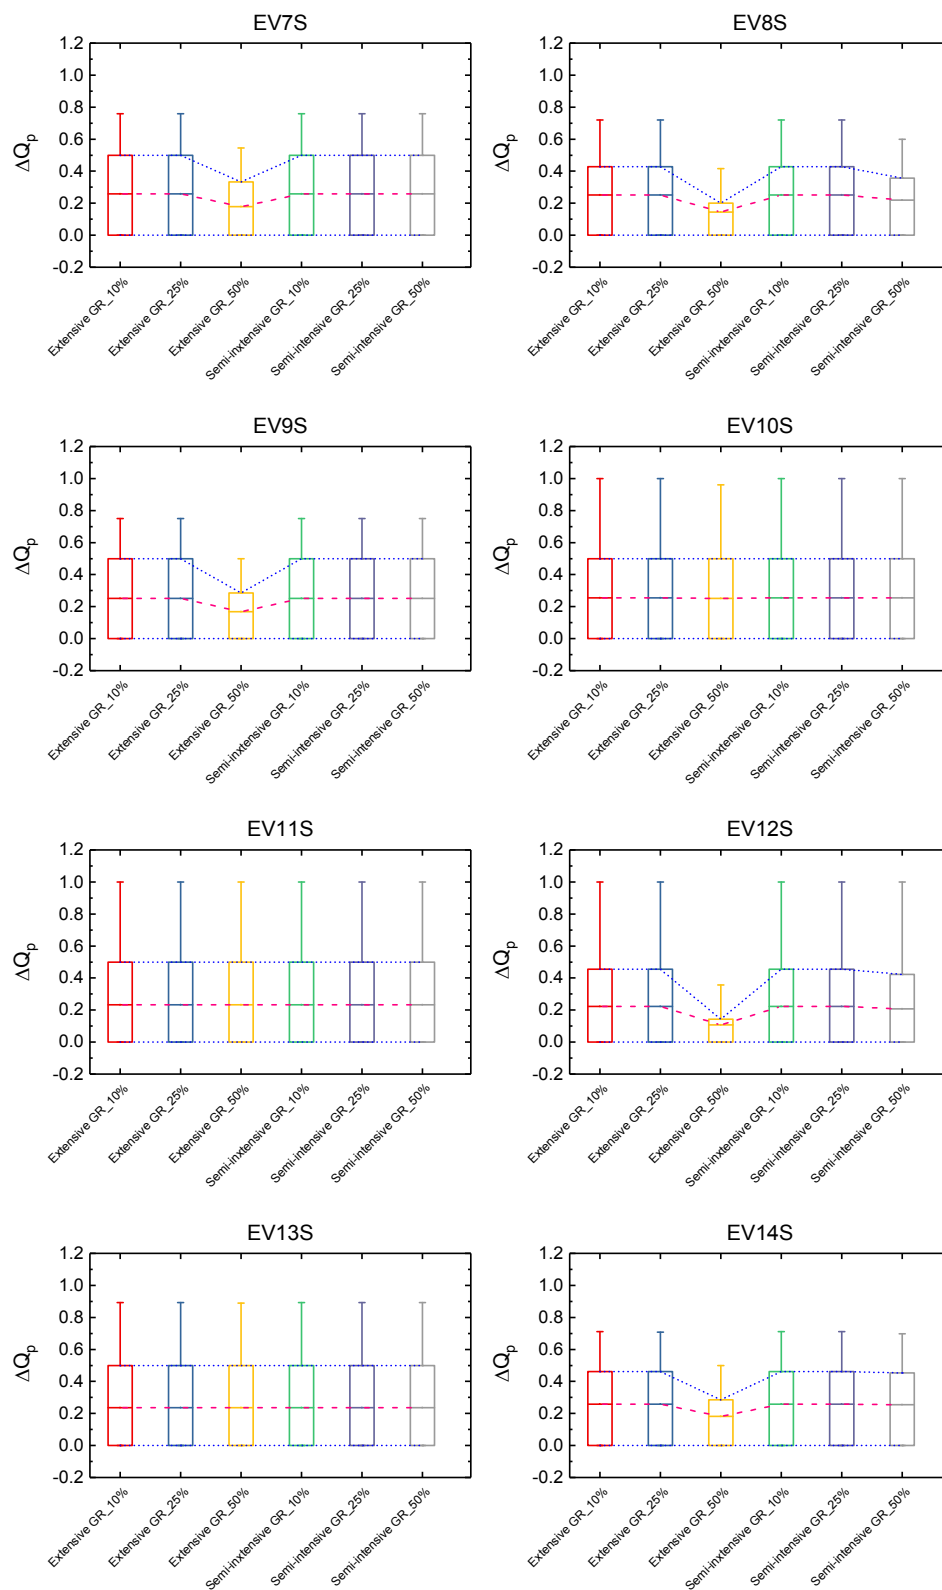 EV7S
1.2
1.0
0.8
0.6
0.4
0.2
0.0
-0.2
ΔQp
Extensive GR_10%
Extensive GR_25%
Extensive GR_50%
Semi-inxtensive GR_10%
Semi-intensive GR_25%
Semi-intensive GR_50%
EV8S
1.2
1.0
0.8
0.6
0.4
0.2
0.0
-0.2
ΔQp
Extensive GR_10%
Extensive GR_25%
Extensive GR_50%
Semi-inxtensive GR_10%
Semi-intensive GR_25%
Semi-intensive GR_50%
EV9S
1.2
1.0
0.8
0.6
0.4
0.2
0.0
-0.2
ΔQp
Extensive GR_10%
Extensive GR_25%
Extensive GR_50%
Semi-inxtensive GR_10%
Semi-intensive GR_25%
Semi-intensive GR_50%
EV10S
1.2
1.0
0.8
0.6
0.4
0.2
0.0
-0.2
ΔQp
Extensive GR_10%
Extensive GR_25%
Extensive GR_50%
Semi-inxtensive GR_10%
Semi-intensive GR_25%
Semi-intensive GR_50%
EV11S
1.2
1.0
0.8
0.6
0.4
0.2
0.0
-0.2
ΔQp
Extensive GR_10%
Extensive GR_25%
Extensive GR_50%
Semi-inxtensive GR_10%
Semi-intensive GR_25%
Semi-intensive GR_50%
EV12S
1.2
1.0
0.8
0.6
0.4
0.2
0.0
-0.2
ΔQp
Extensive GR_10%
Extensive GR_25%
Extensive GR_50%
Semi-inxtensive GR_10%
Semi-intensive GR_25%
Semi-intensive GR_50%
EV13S
1.2
1.0
0.8
0.6
0.4
0.2
0.0
-0.2
ΔQp
Extensive GR_10%
Extensive GR_25%
Extensive GR_50%
Semi-inxtensive GR_10%
Semi-intensive GR_25%
Semi-intensive GR_50%
EV14S
1.2
1.0
0.8
0.6
0.4
0.2
0.0
-0.2
ΔQp
Extensive GR_10%
Extensive GR_25%
Extensive GR_50%
Semi-inxtensive GR_10%
Semi-intensive GR_25%
Semi-intensive GR_50%